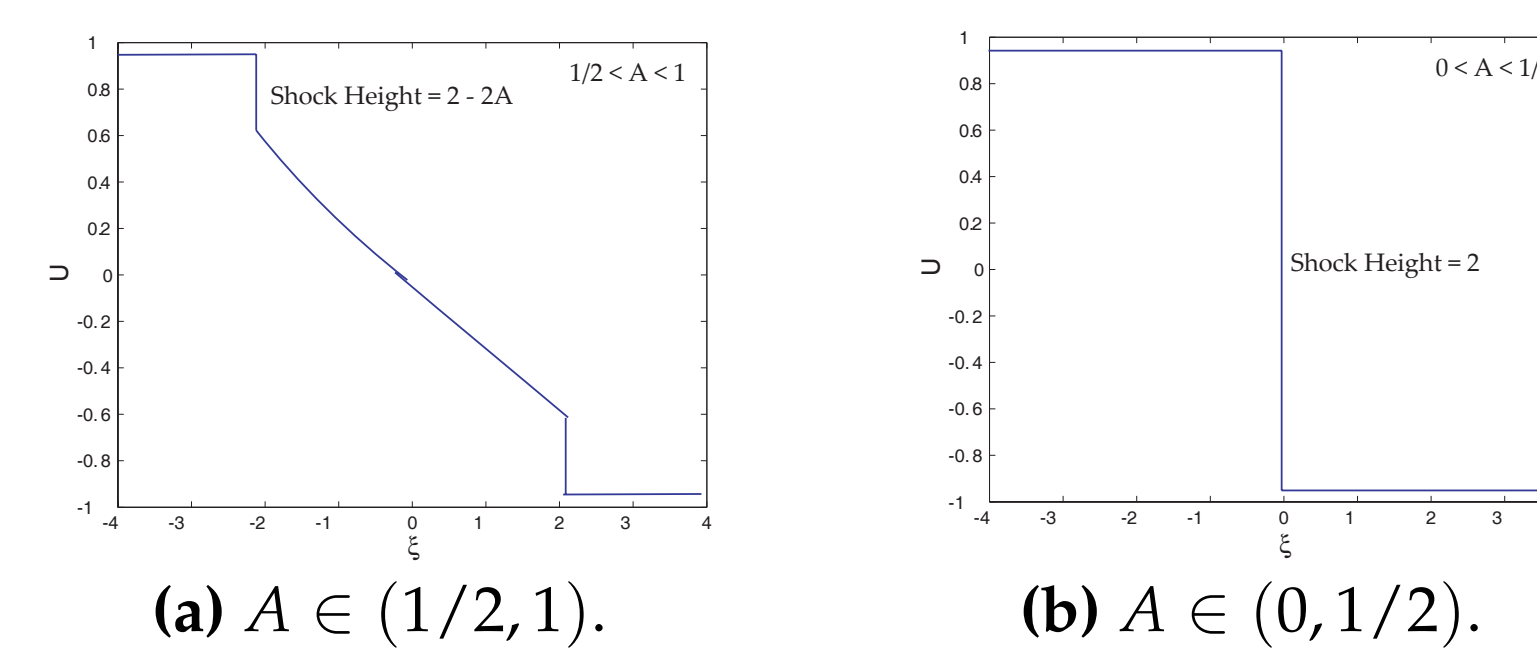 1
0.8
0.6
0.4
0.2
0
-0.2
-0.4
-0.6
-0.8
-1
U
1/2 < A < 1
Shock Height = 2 - 2A
-4 -3 -2 -1 0 1 2 3 4
ξ
(a) A ∈ (1/2, 1).
1
0.8
0.6
0.4
0.2
0
-0.2
-0.4
-0.6
-0.8
-1
U
0 < A < 1/
Shock Height = 2
-4 -3 -2 -1 0 1 2 3
ξ
(b) A ∈ (0, 1/2).